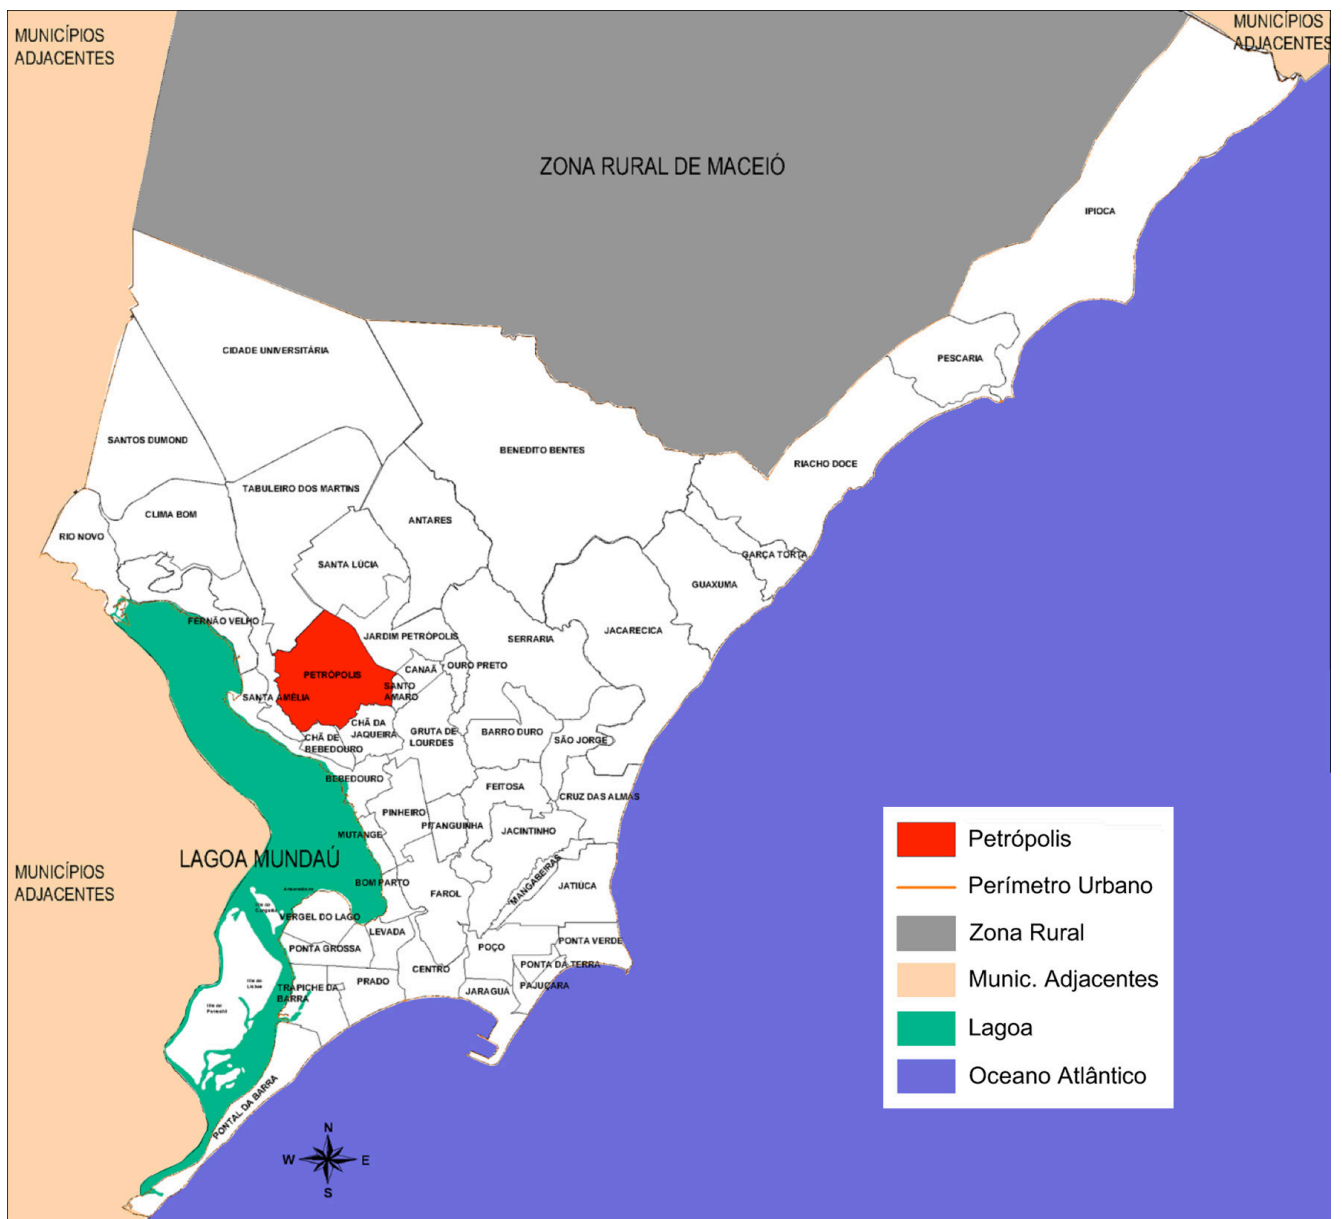 MUNICÍPIOS
ADJACENTES
MUNICÍPIOS
ADJACENTES
ZONA RURAL DE MACEIÓ
IPIOCA
CIDADE UNIVERSITÁRIA
PESCARIA
SANTOS DUMOND
BENEDITO BENTES
RIACHO DOCE
TABULEIRO DOS MARTINS
CLIMA BOM
ANTARES
RIO NOVO
GARÇA TORTA
SANTA LÚCIA
GUAXUMA
FERNÃO VELHO
JARDIM PETRÓPOLIS
SERRARIA
JACARECICA
PETRÓPOLIS
CANAÃ
OURO PRETO
SANTO
AMARO
SANTA AMÉLIA
CHÃ DA
JAQUEIRA
CHÃ DE
BEBEDOURO
GRUTA DE
LOURDES
BARRO DURO
SÃO JORGE
BEBEDOURO
FEITOSA
CRUZ DAS ALMAS
PINHEIRO
PITANGUINHA
JACINTINHO
MUTANGE
LAGOA MUNDAÚ
MUNICÍPIOS
ADJACENTES
BOM PARTO
FAROL
MANGABEIRAS
JATIÚCA
VERGEL DO LAGO
LEVADA
PONTA GROSSA
POÇO
PONTA VERDE
CENTRO
PONTA DA TERRA
TRAPICHE DA
BARRA
PRADO
JARAGUÁ
PAJUÇARA
PONTAL DA BARRA
N
W
E
S
Petrópolis
Perímetro Urbano
Zona Rural
Munic. Adjacentes
Lagoa
Oceano Atlântico